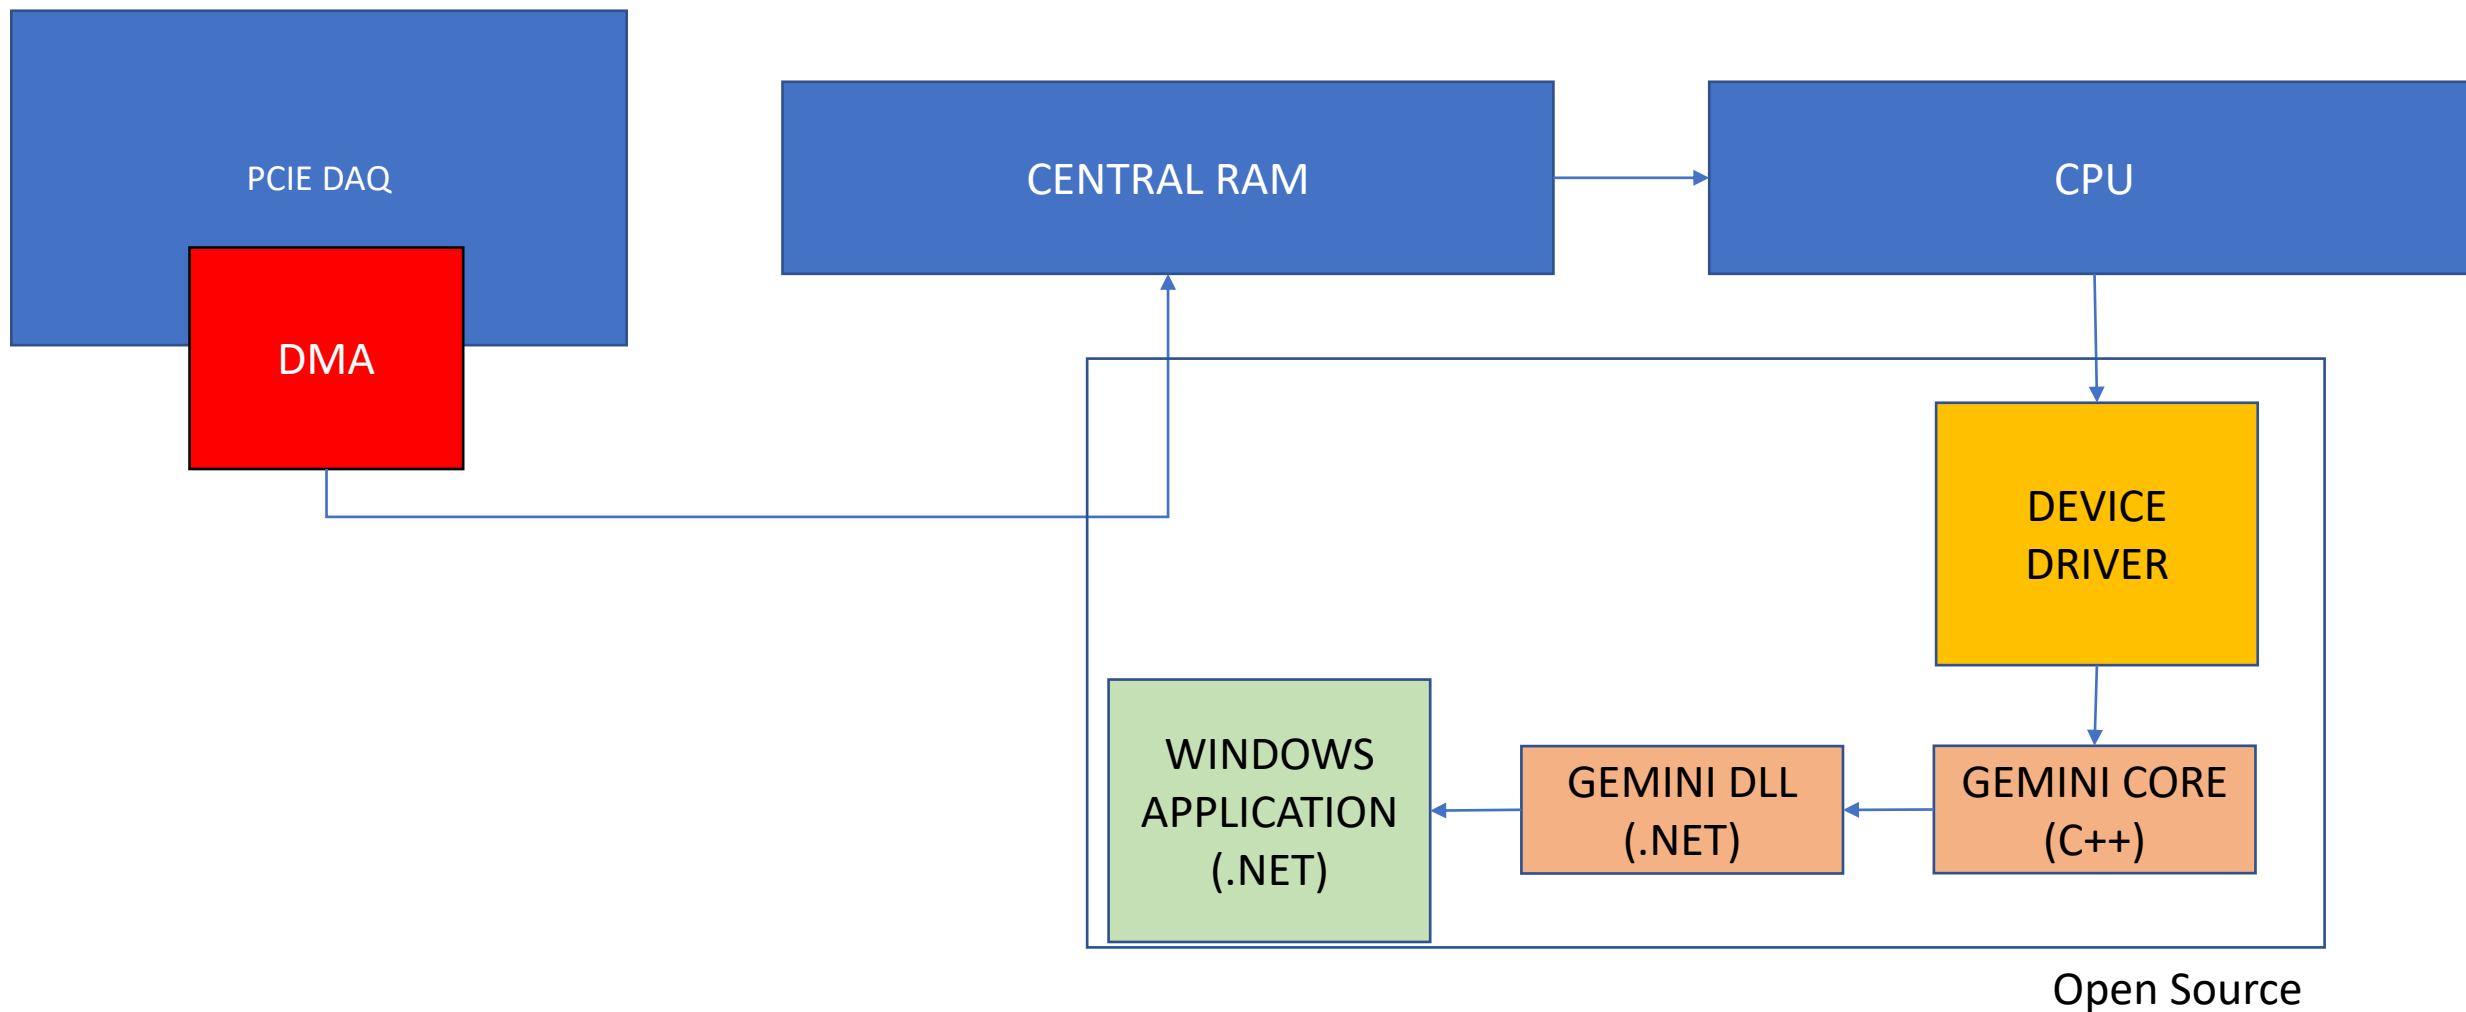 PCIE DAQ
DMA
CENTRAL RAM
CPU
DEVICE
DRIVER
GEMINI CORE
(C++)
GEMINI DLL
(.NET)
WINDOWS
APPLICATION
(.NET)
Open Source